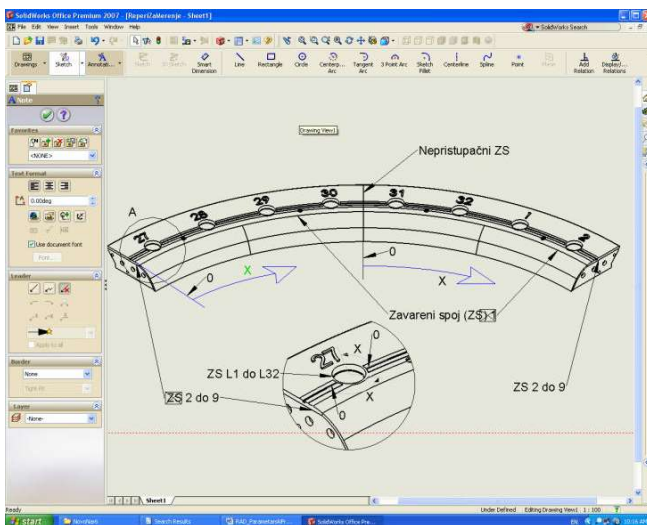 SolidWorks Office Premium 2007 - [ReperiZaMerenje - Sheet1]
File Edit View Insert Tools Window Help
SolidWorks Search
Drawings
Sketch
Annotati...
Smart Dimension
Line
Rectangle
Circle
Centerp... Arc
Tangent Arc
3 Point Arc
Sketch Fillet
Centerline
Spline
Point
Add Relation
Display/... Relations
Note
Favorites
<NONE>
Text Format
0.00deg
Use document font
Font...
Leader
Apply to all
Border
None
Tight Fit
Layer
-None-
Drawing View1
Nepristupačni ZS
A
27
28
29
30
31
32
1
2
0
X
0
X
Zavareni spoj (ZS) 1
27
X
0
ZS L1 do L32
X
0
ZS 2 do 9
ZS 2 do 9
Sheet1
Ready
Under Defined
Editing Drawing View1
1 : 100
start
Search Results
RAD_ParametarskiPr...
SolidWorks Office Pre...
EN
10:16 AM